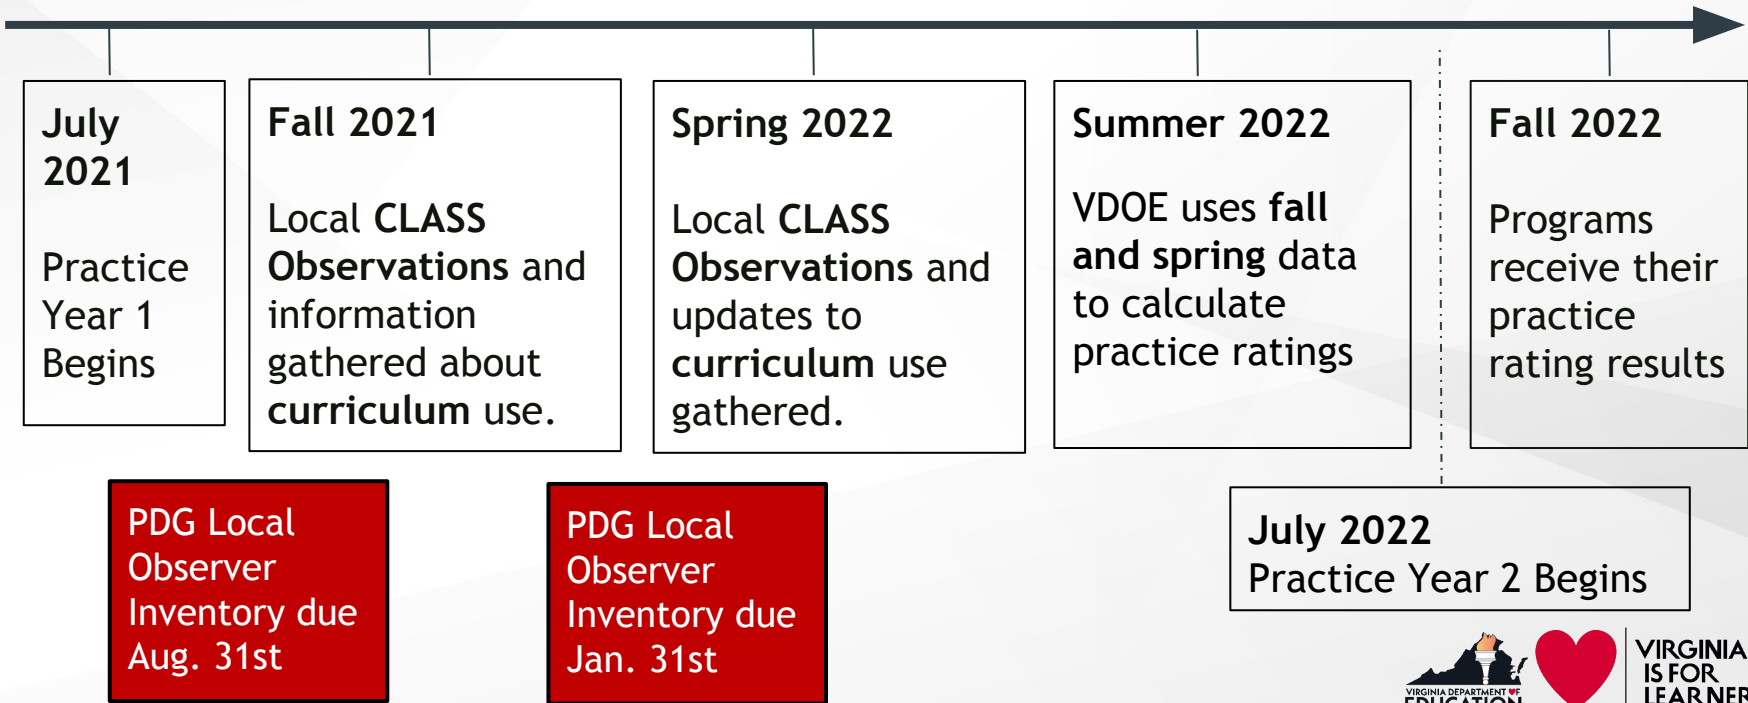 July
2021
Practice
Year 1
Begins
Fall 2021
Local CLASS
Observations and
information
gathered about
curriculum use.
Spring 2022
Local CLASS
Observations and
updates to
curriculum use
gathered.
Summer 2022
VDOE uses fall
and spring data
to calculate
practice ratings
Fall 2022
Programs
receive their
practice
rating results
PDG Local
Observer
Inventory due
Aug. 31st
PDG Local
Observer
Inventory due
Jan. 31st
July 2022
Practice Year 2 Begins
VIRGINIA DEPARTMENT OF
EDUCATION
VIRGINIA
IS FOR
LEARNER